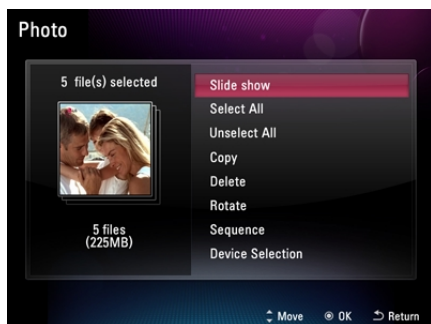 Photo
5 file(s) selected
5 files
(225MB)
Slide show
Select All
Unselect All
Copy
Delete
Rotate
Sequence
Device Selection
Move OK Return